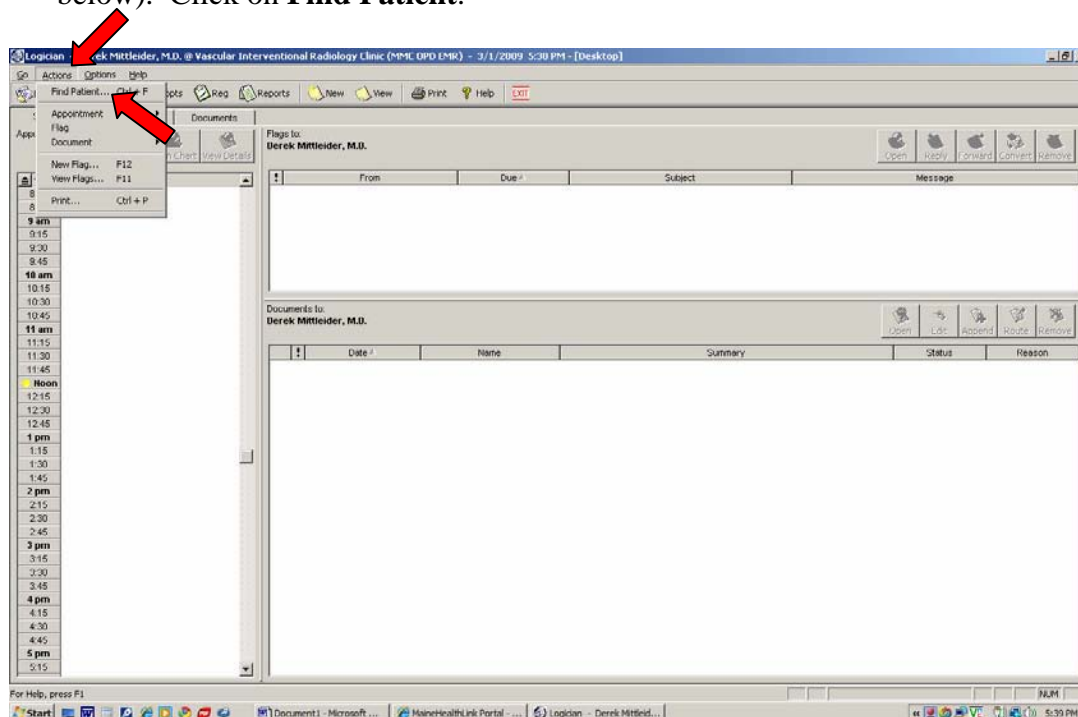 below). Click on Find Patient.
Logician ek Mittleider, M.D. @ Vascular Interventional Radiology Clinic (MMC OPD EMR) - 3/1/2009 5:38 PM - [Desktop]
Go Actions Options Help
Find Patient... Ctrl + F
pts Reg Reports New View Print Help EXIT
Appointment
Flag
Document
New Flag... F12
View Flags... F11
Print... Ctrl + P
Documents
Chart View Details
Flags to:
Derek Mittleider, M.D.
Open Reply Forward Convert Remove
! From Due Subject Message
8
8
9 am
9:15
9:30
9:45
10 am
10:15
10:30
10:45
11 am
11:15
11:30
11:45
Noon
12:15
12:30
12:45
1 pm
1:15
1:30
1:45
2 pm
2:15
2:30
2:45
3 pm
3:15
3:30
3:45
4 pm
4:15
4:30
4:45
5 pm
5:15
Documents to:
Derek Mittleider, M.D.
Open Edit Append Route Remove
! Date Name Summary Status Reason
For Help, press F1 NUM
Start Document1 - Microsoft ... MaineHealthLink Portal - ... Logician - Derek Mittleid... 5:39 PM